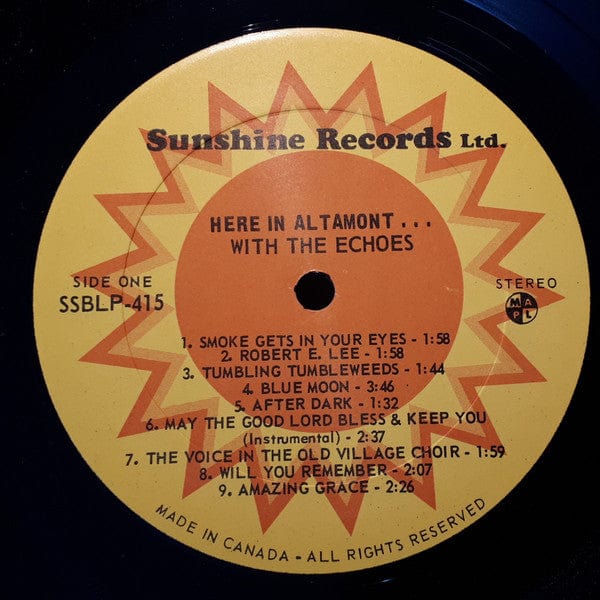 Sunshine Records Ltd.
HERE IN ALTAMONT . . .
WITH THE ECHOES
SIDE ONE
SSBLP-415
STEREO
M A
P L
1. SMOKE GETS IN YOUR EYES - 1:58
2. ROBERT E. LEE - 1:58
3. TUMBLING TUMBLEWEEDS - 1:44
4. BLUE MOON - 3:46
5. AFTER DARK - 1:32
6. MAY THE GOOD LORD BLESS & KEEP YOU
(Instrumental) - 2:37
7. THE VOICE IN THE OLD VILLAGE CHOIR - 1:59
8. WILL YOU REMEMBER - 2:07
9. AMAZING GRACE - 2:26
MADE IN CANADA - ALL RIGHTS RESERVED